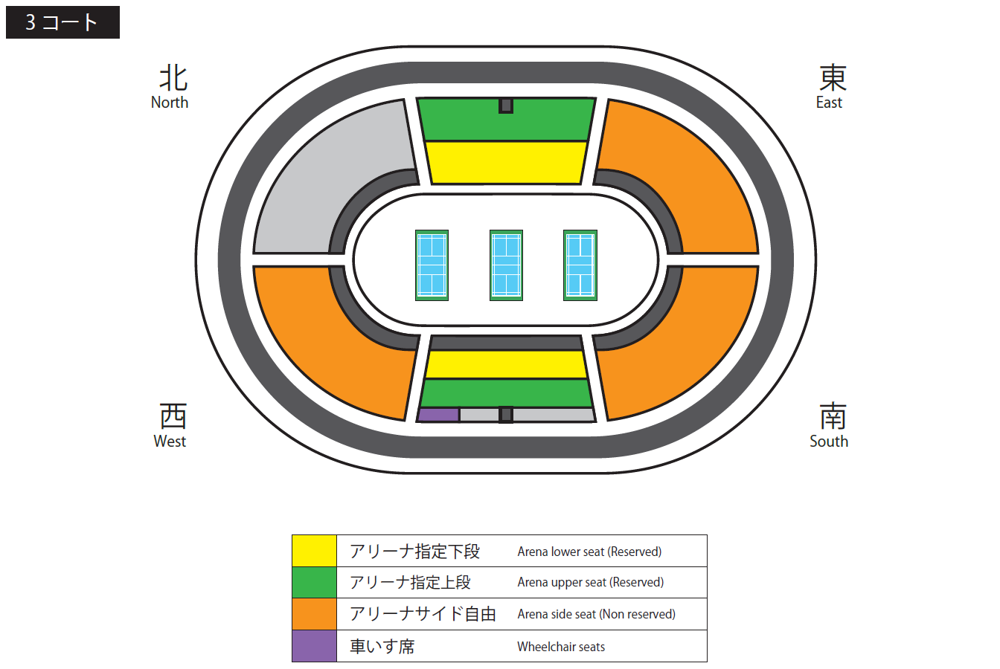 3 コート
北
North
東
East
西
West
南
South
アリーナ指定下段 Arena lower seat (Reserved)
アリーナ指定上段 Arena upper seat (Reserved)
アリーナサイド自由 Arena side seat (Non reserved)
車いす席 Wheelchair seats